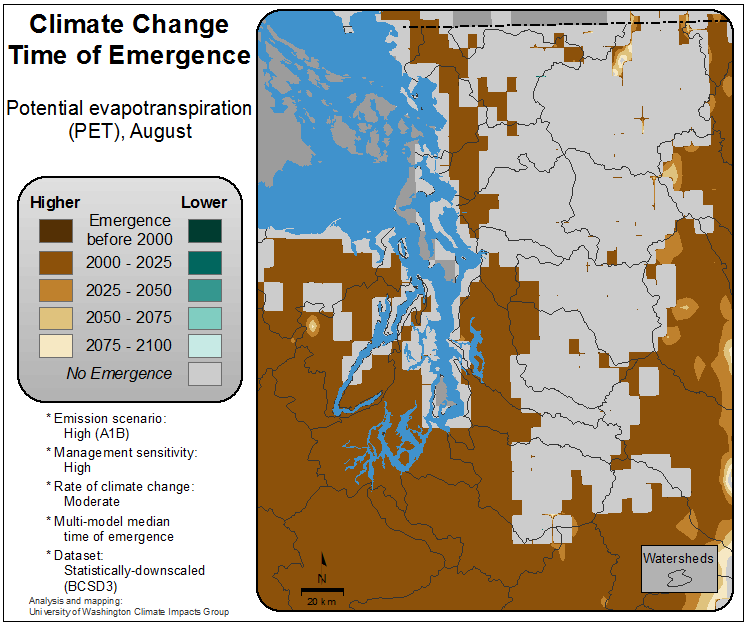 Climate Change
Time of Emergence
Potential evapotranspiration
(PET), August
Higher Lower
Emergence
before 2000
2000 - 2025
2025 - 2050
2050 - 2075
2075 - 2100
No Emergence
* Emission scenario:
High (A1B)
* Management sensitivity:
High
* Rate of climate change:
Moderate
* Multi-model median
time of emergence
* Dataset:
Statistically-downscaled
(BCSD3)
Analysis and mapping:
University of Washington Climate Impacts Group
N
20 km
Watersheds